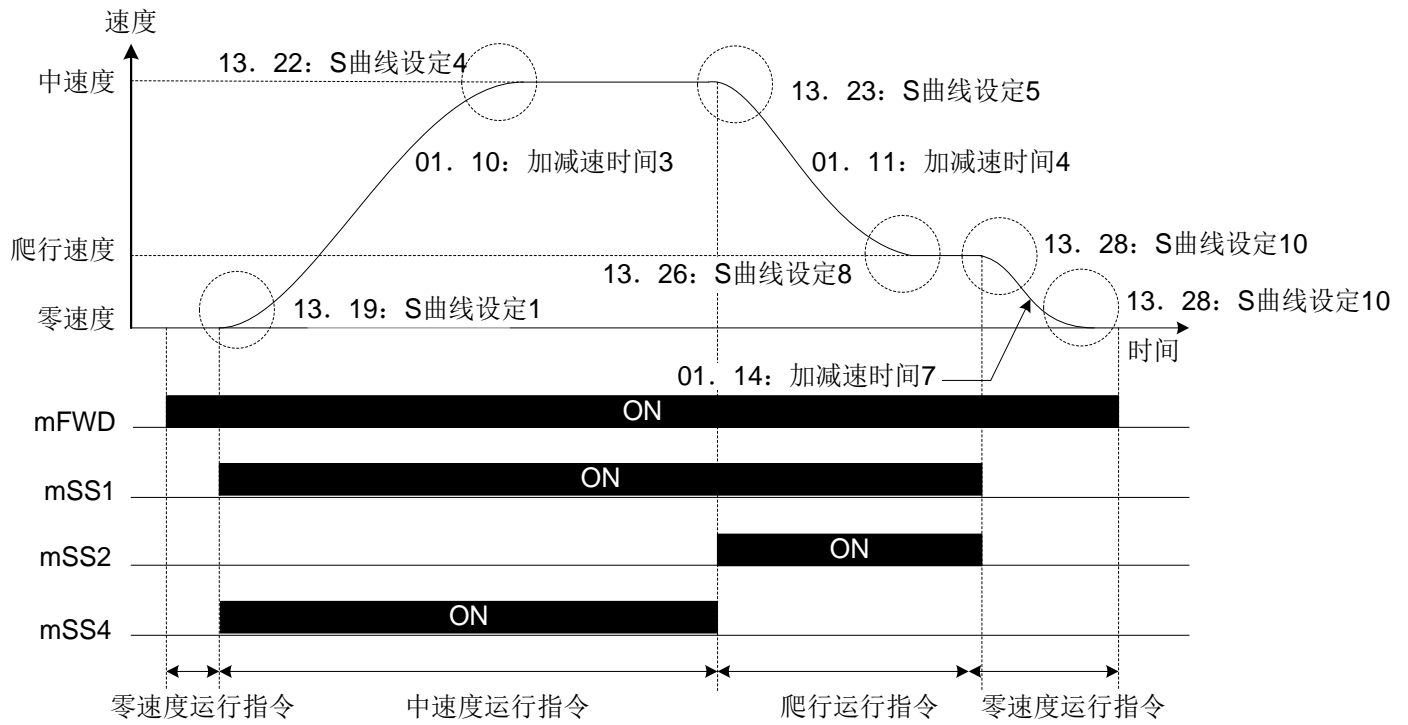 速度
13. 22：S曲线设定4
中速度
13. 23：S曲线设定5
01. 10：加减速时间3
01. 11：加减速时间4
爬行速度
13. 28：S曲线设定10
13. 26：S曲线设定8
13. 19：S曲线设定1
13. 28：S曲线设定10
零速度
时间
01. 14：加减速时间7
mFWD
ON
mSS1
ON
mSS2
ON
mSS4
ON
零速度运行指令
中速度运行指令
爬行运行指令
零速度运行指令